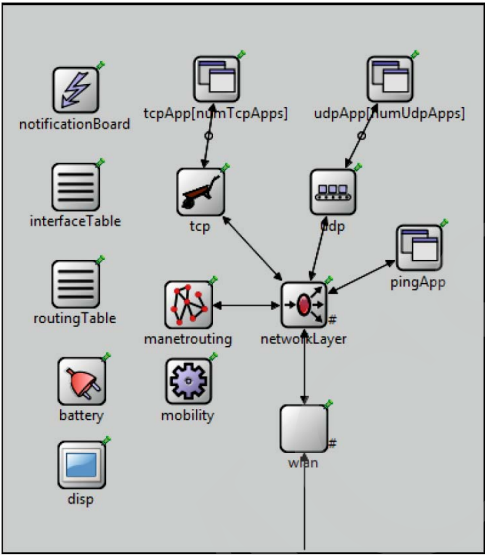 tcpApp[numTcpApps]
udpApp[numUdpApps]
notificationBoard
interfaceTable
tcp
udp
pingApp
routingTable
manetrouting
networkLayer
#
battery
mobility
wlan
#
disp